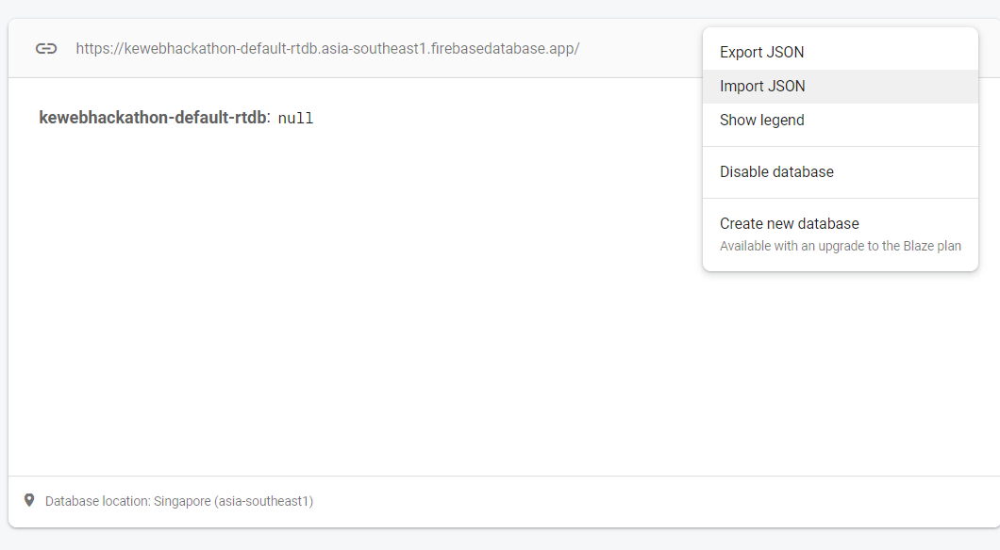 https://kewebhackathon-default-rtdb.asia-southeast1.firebasedatabase.app/
kewebhackathon-default-rtdb: null
Export JSON
Import JSON
Show legend
Disable database
Create new database
Available with an upgrade to the Blaze plan
Database location: Singapore (asia-southeast1)